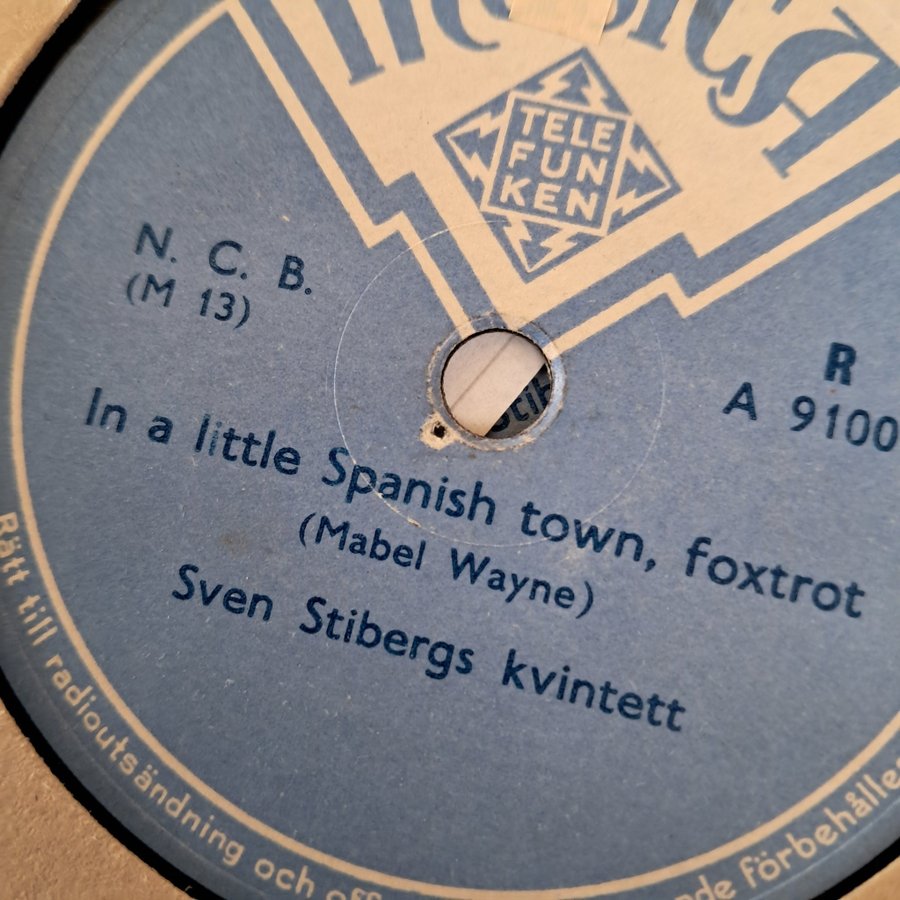 musica
TELE
FUN
KEN
N. C. B.
(M 13)
R
A 9100
In a little Spanish town, foxtrot
(Mabel Wayne)
Sven Stibergs kvintett
Rätt till radioutsändning och
förbehålles